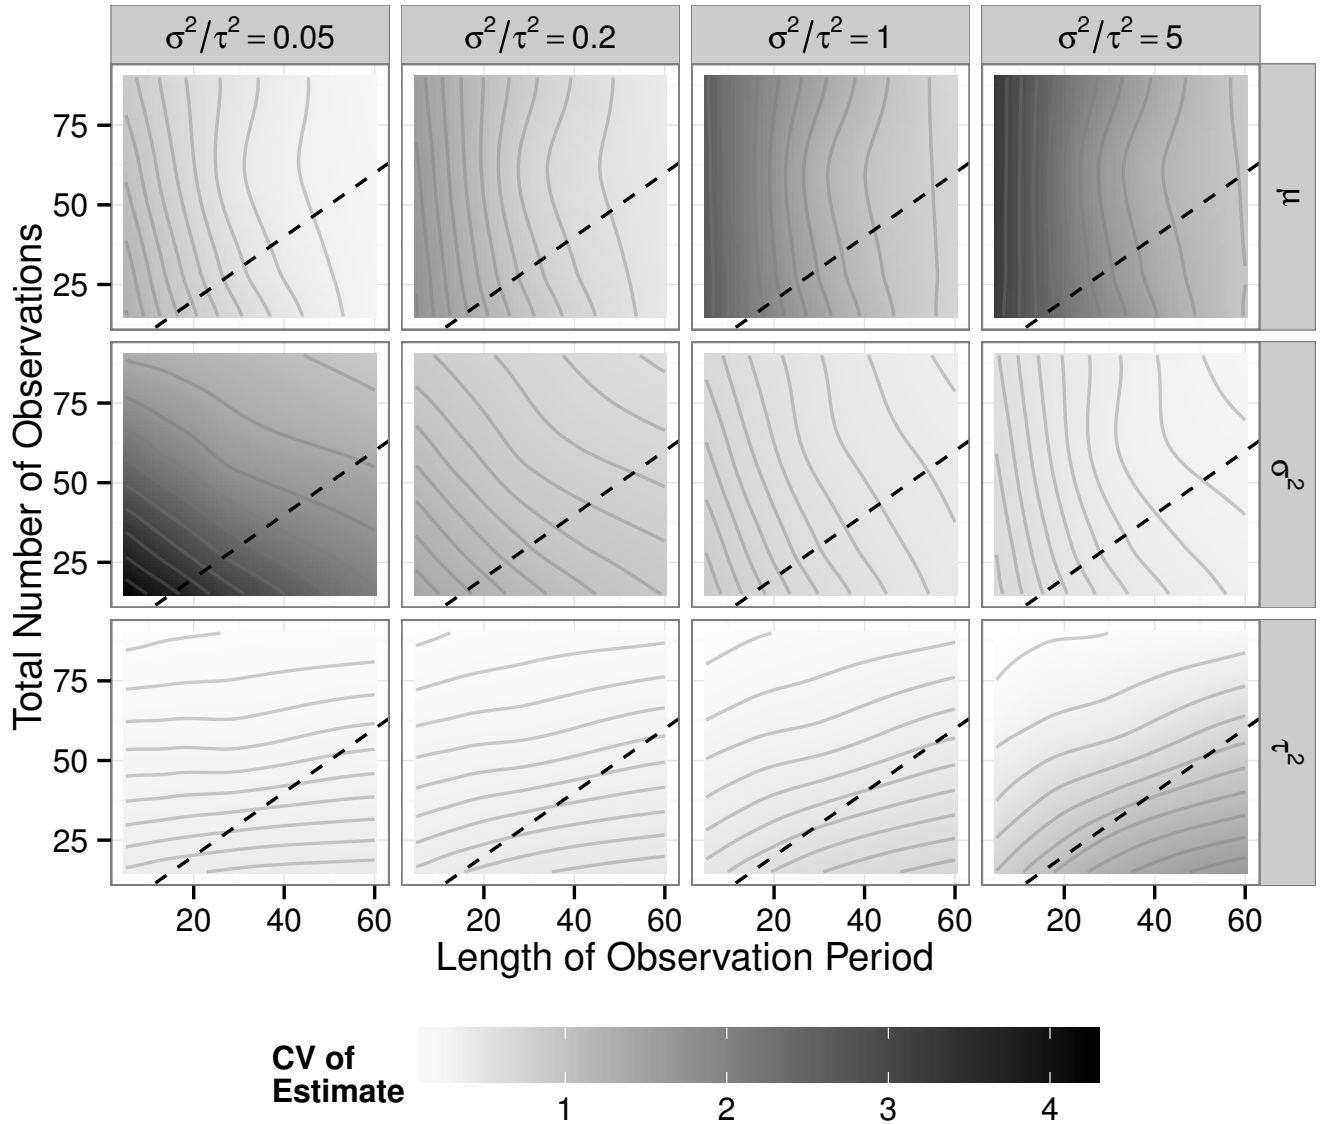 σ²/τ² = 0.05
σ²/τ² = 0.2
σ²/τ² = 1
σ²/τ² = 5
75
50
25
μ
75
50
25
σ²
75
50
25
τ²
Total Number of Observations
20 40 60
20 40 60
20 40 60
20 40 60
Length of Observation Period
CV of
Estimate
1 2 3 4